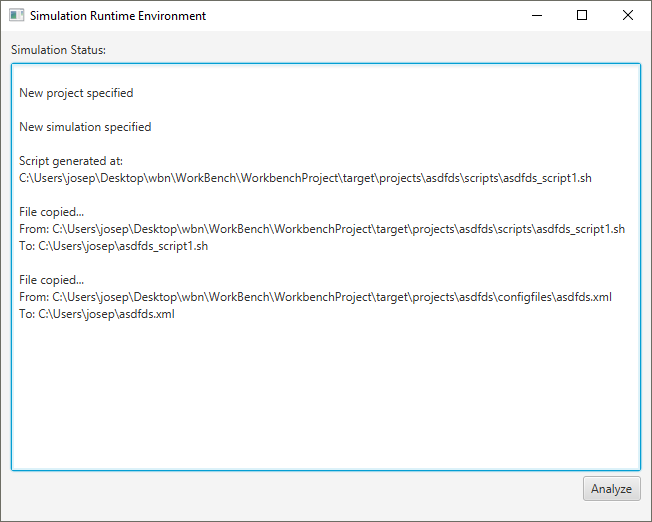 Simulation Runtime Environment
Simulation Status:
New project specified
New simulation specified
Script generated at:
C:\Users\josep\Desktop\wbn\WorkBench\WorkbenchProject\target\projects\asdfds\scripts\asdfds_script1.sh
File copied...
From: C:\Users\josep\Desktop\wbn\WorkBench\WorkbenchProject\target\projects\asdfds\scripts\asdfds_script1.sh
To: C:\Users\josep\asdfds_script1.sh
File copied...
From: C:\Users\josep\Desktop\wbn\WorkBench\WorkbenchProject\target\projects\asdfds\configfiles\asdfds.xml
To: C:\Users\josep\asdfds.xml
Analyze